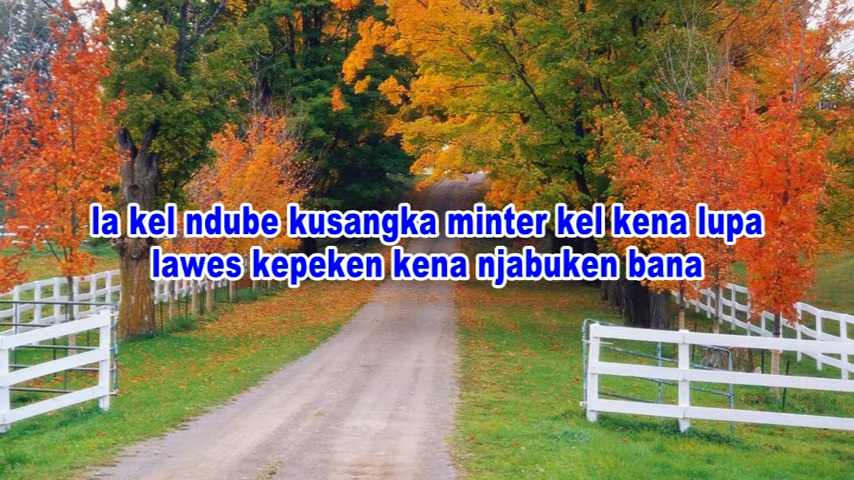 la kel ndube kusangka minter kel kena lupa
lawes kepeken kena njabuken bana